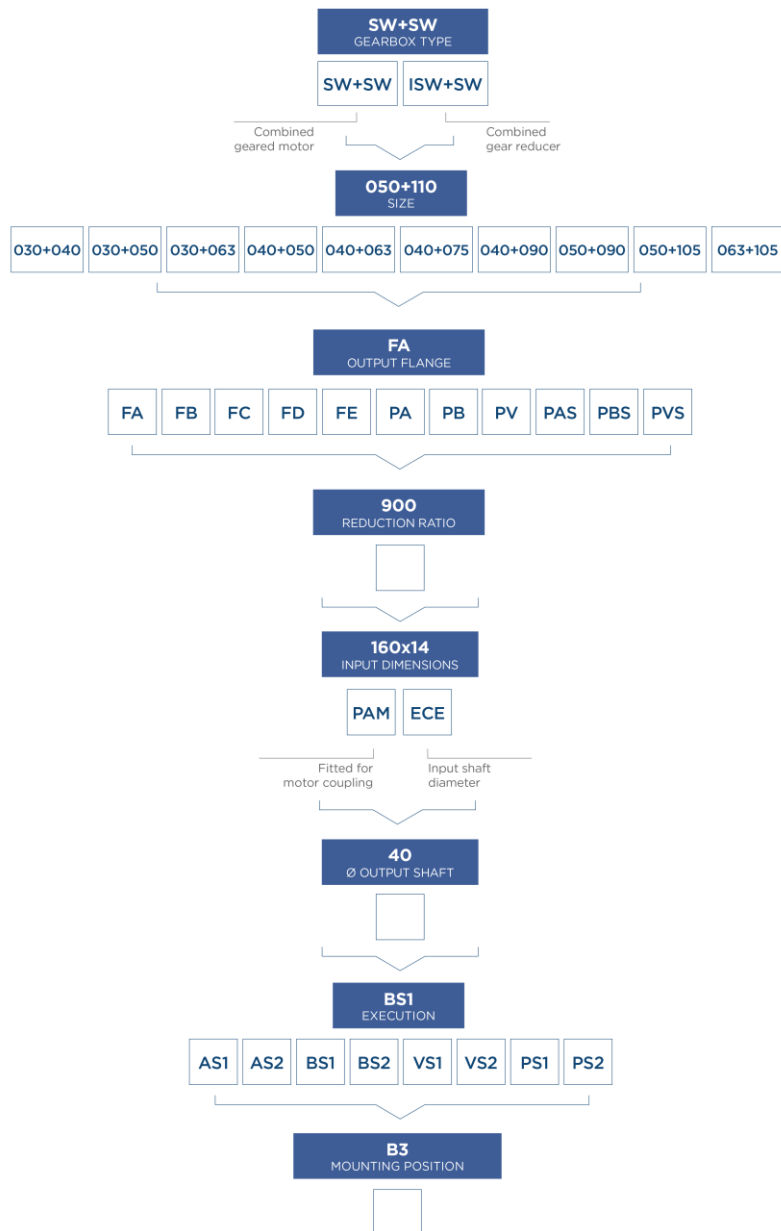 SW+SW
GEARBOX TYPE
SW+SW ISW+SW
Combined
geared motor
Combined
gear reducer
050+110
SIZE
030+040 030+050 030+063 040+050 040+063 040+075 040+090 050+090 050+105 063+105
FA
OUTPUT FLANGE
FA FB FC FD FE PA PB PV PAS PBS PVS
900
REDUCTION RATIO
160x14
INPUT DIMENSIONS
PAM ECE
Fitted for
motor coupling
Input shaft
diameter
40
Ø OUTPUT SHAFT
BS1
EXECUTION
AS1 AS2 BS1 BS2 VS1 VS2 PS1 PS2
B3
MOUNTING POSITION